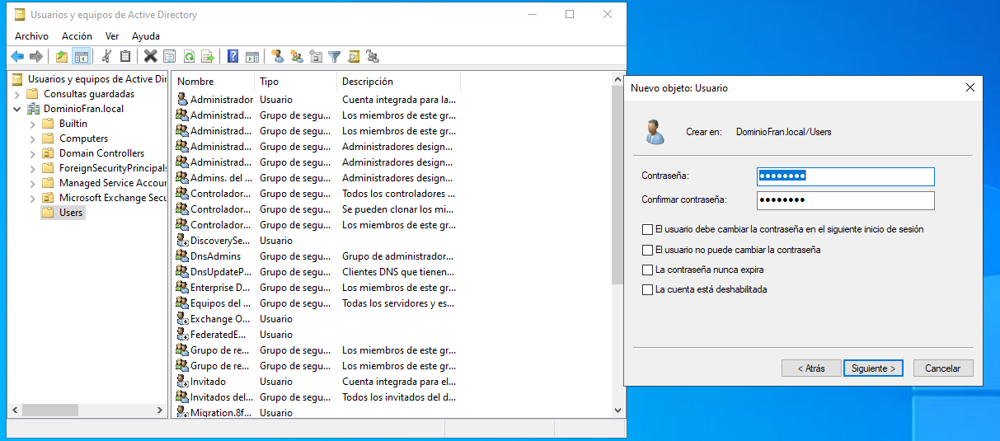 Usuarios y equipos de Active Directory
Archivo Acción Ver Ayuda
Usuarios y equipos de Active Dir
Consultas guardadas
DominioFran.local
Builtin
Computers
Domain Controllers
ForeignSecurityPrincipals
Managed Service Accour
Microsoft Exchange Secu
Users
Nombre Tipo Descripción
Administrador Usuario Cuenta integrada para la...
Administrad... Grupo de segu... Los miembros de este gr...
Administrad... Grupo de segu... Los miembros de este gr...
Administrad... Grupo de segu... Administradores design...
Administrad... Grupo de segu... Administradores design...
Admins. del ... Grupo de segu... Administradores design...
Controlador... Grupo de segu... Todos los controladores ...
Controlador... Grupo de segu... Se pueden clonar los mi...
Controlador... Grupo de segu... Los miembros de este gr...
DiscoverySe... Usuario
DnsAdmins Grupo de segu... Grupo de administrador...
DnsUpdateP... Grupo de segu... Clientes DNS que tienen...
Enterprise D... Grupo de segu... Los miembros de este gr...
Equipos del ... Grupo de segu... Todas los servidores y es...
Exchange O... Usuario
FederatedE... Usuario
Grupo de re... Grupo de segu... Los miembros de este gr...
Grupo de re... Grupo de segu... Los miembros de este gr...
Invitado Usuario Cuenta integrada para el...
Invitados del... Grupo de segu... Todos los invitados del d...
Migration.8f... Usuario
Nuevo objeto: Usuario
Crear en: DominioFran.local/Users
Contraseña: ●●●●●●●●
Confirmar contraseña: ●●●●●●●●
El usuario debe cambiar la contraseña en el siguiente inicio de sesión
El usuario no puede cambiar la contraseña
La contraseña nunca expira
La cuenta está deshabilitada
< Atrás Siguiente > Cancelar